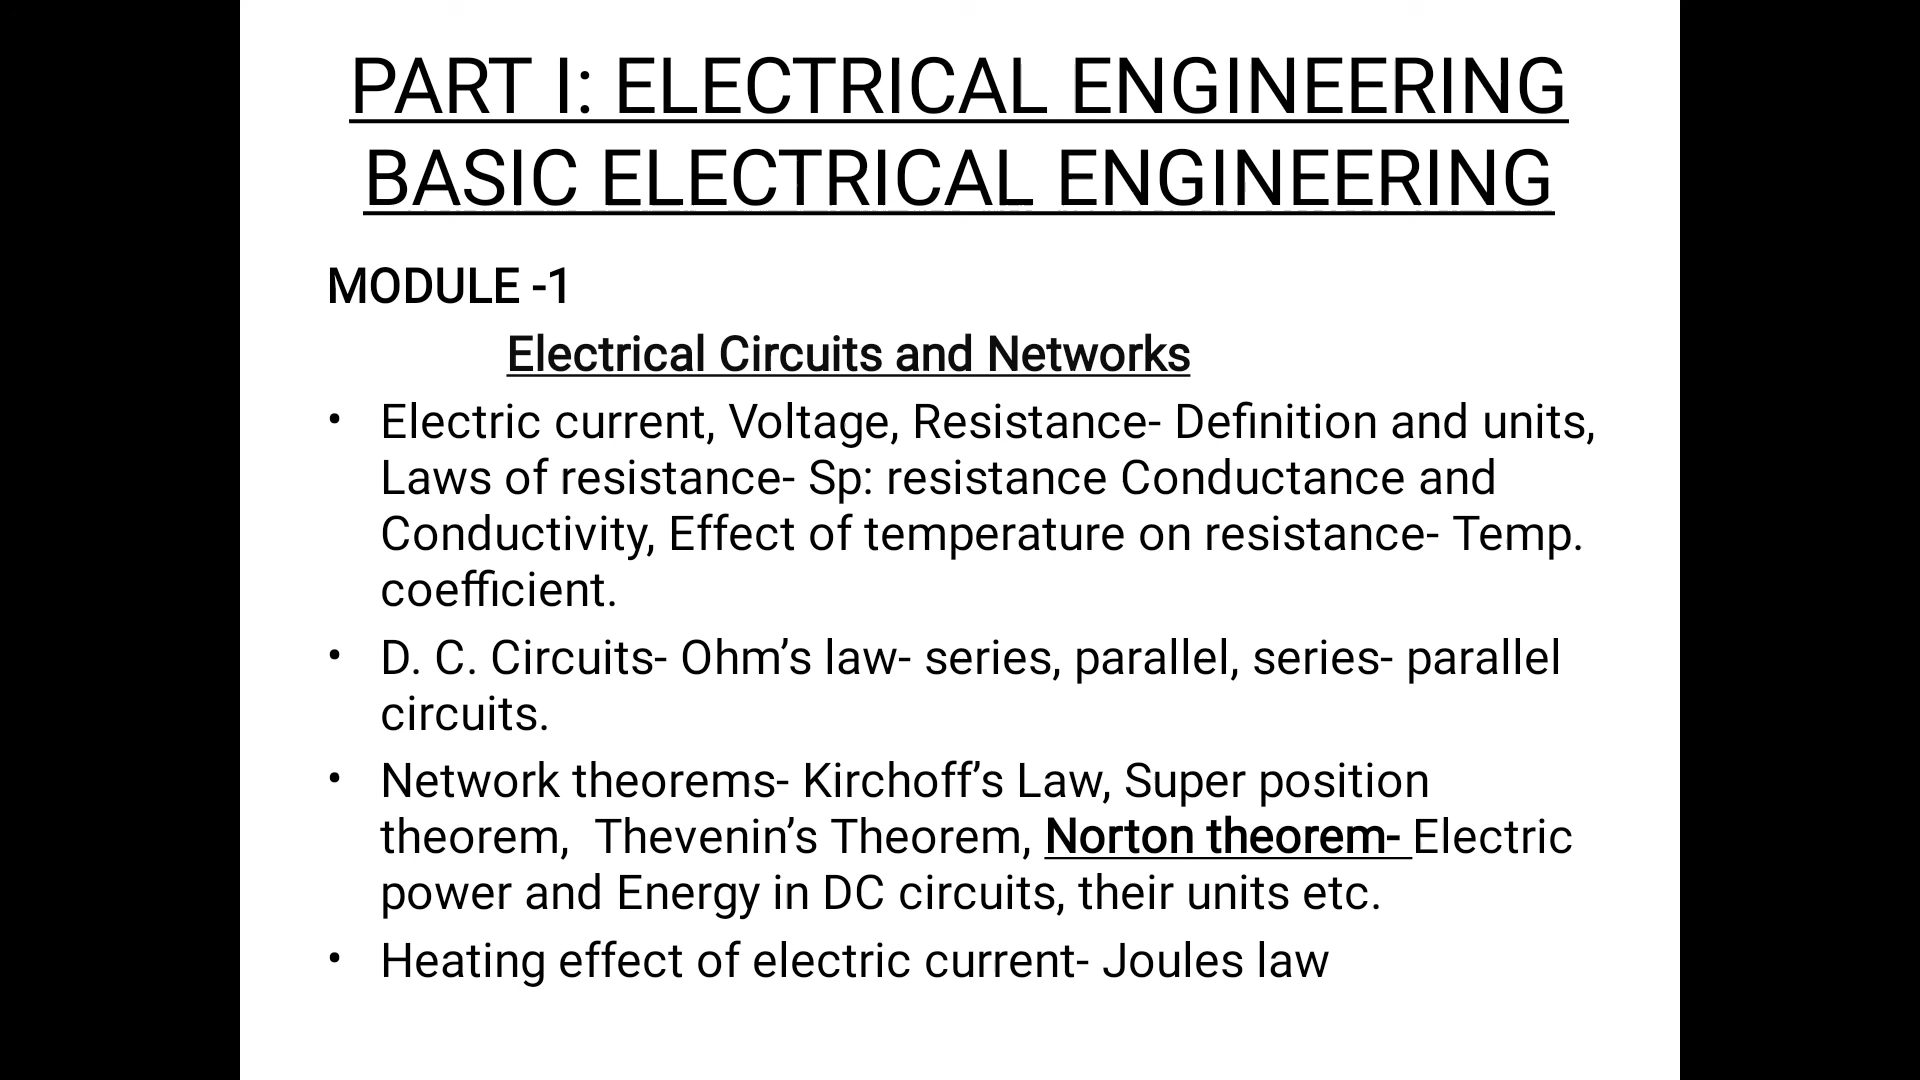 PART I: ELECTRICAL ENGINEERING
BASIC ELECTRICAL ENGINEERING
MODULE -1
Electrical Circuits and Networks
• Electric current, Voltage, Resistance- Definition and units,
Laws of resistance- Sp: resistance Conductance and
Conductivity, Effect of temperature on resistance- Temp.
coefficient.
• D. C. Circuits- Ohm’s law- series, parallel, series- parallel
circuits.
• Network theorems- Kirchoff’s Law, Super position
theorem,  Thevenin’s Theorem, Norton theorem- Electric
power and Energy in DC circuits, their units etc.
• Heating effect of electric current- Joules law